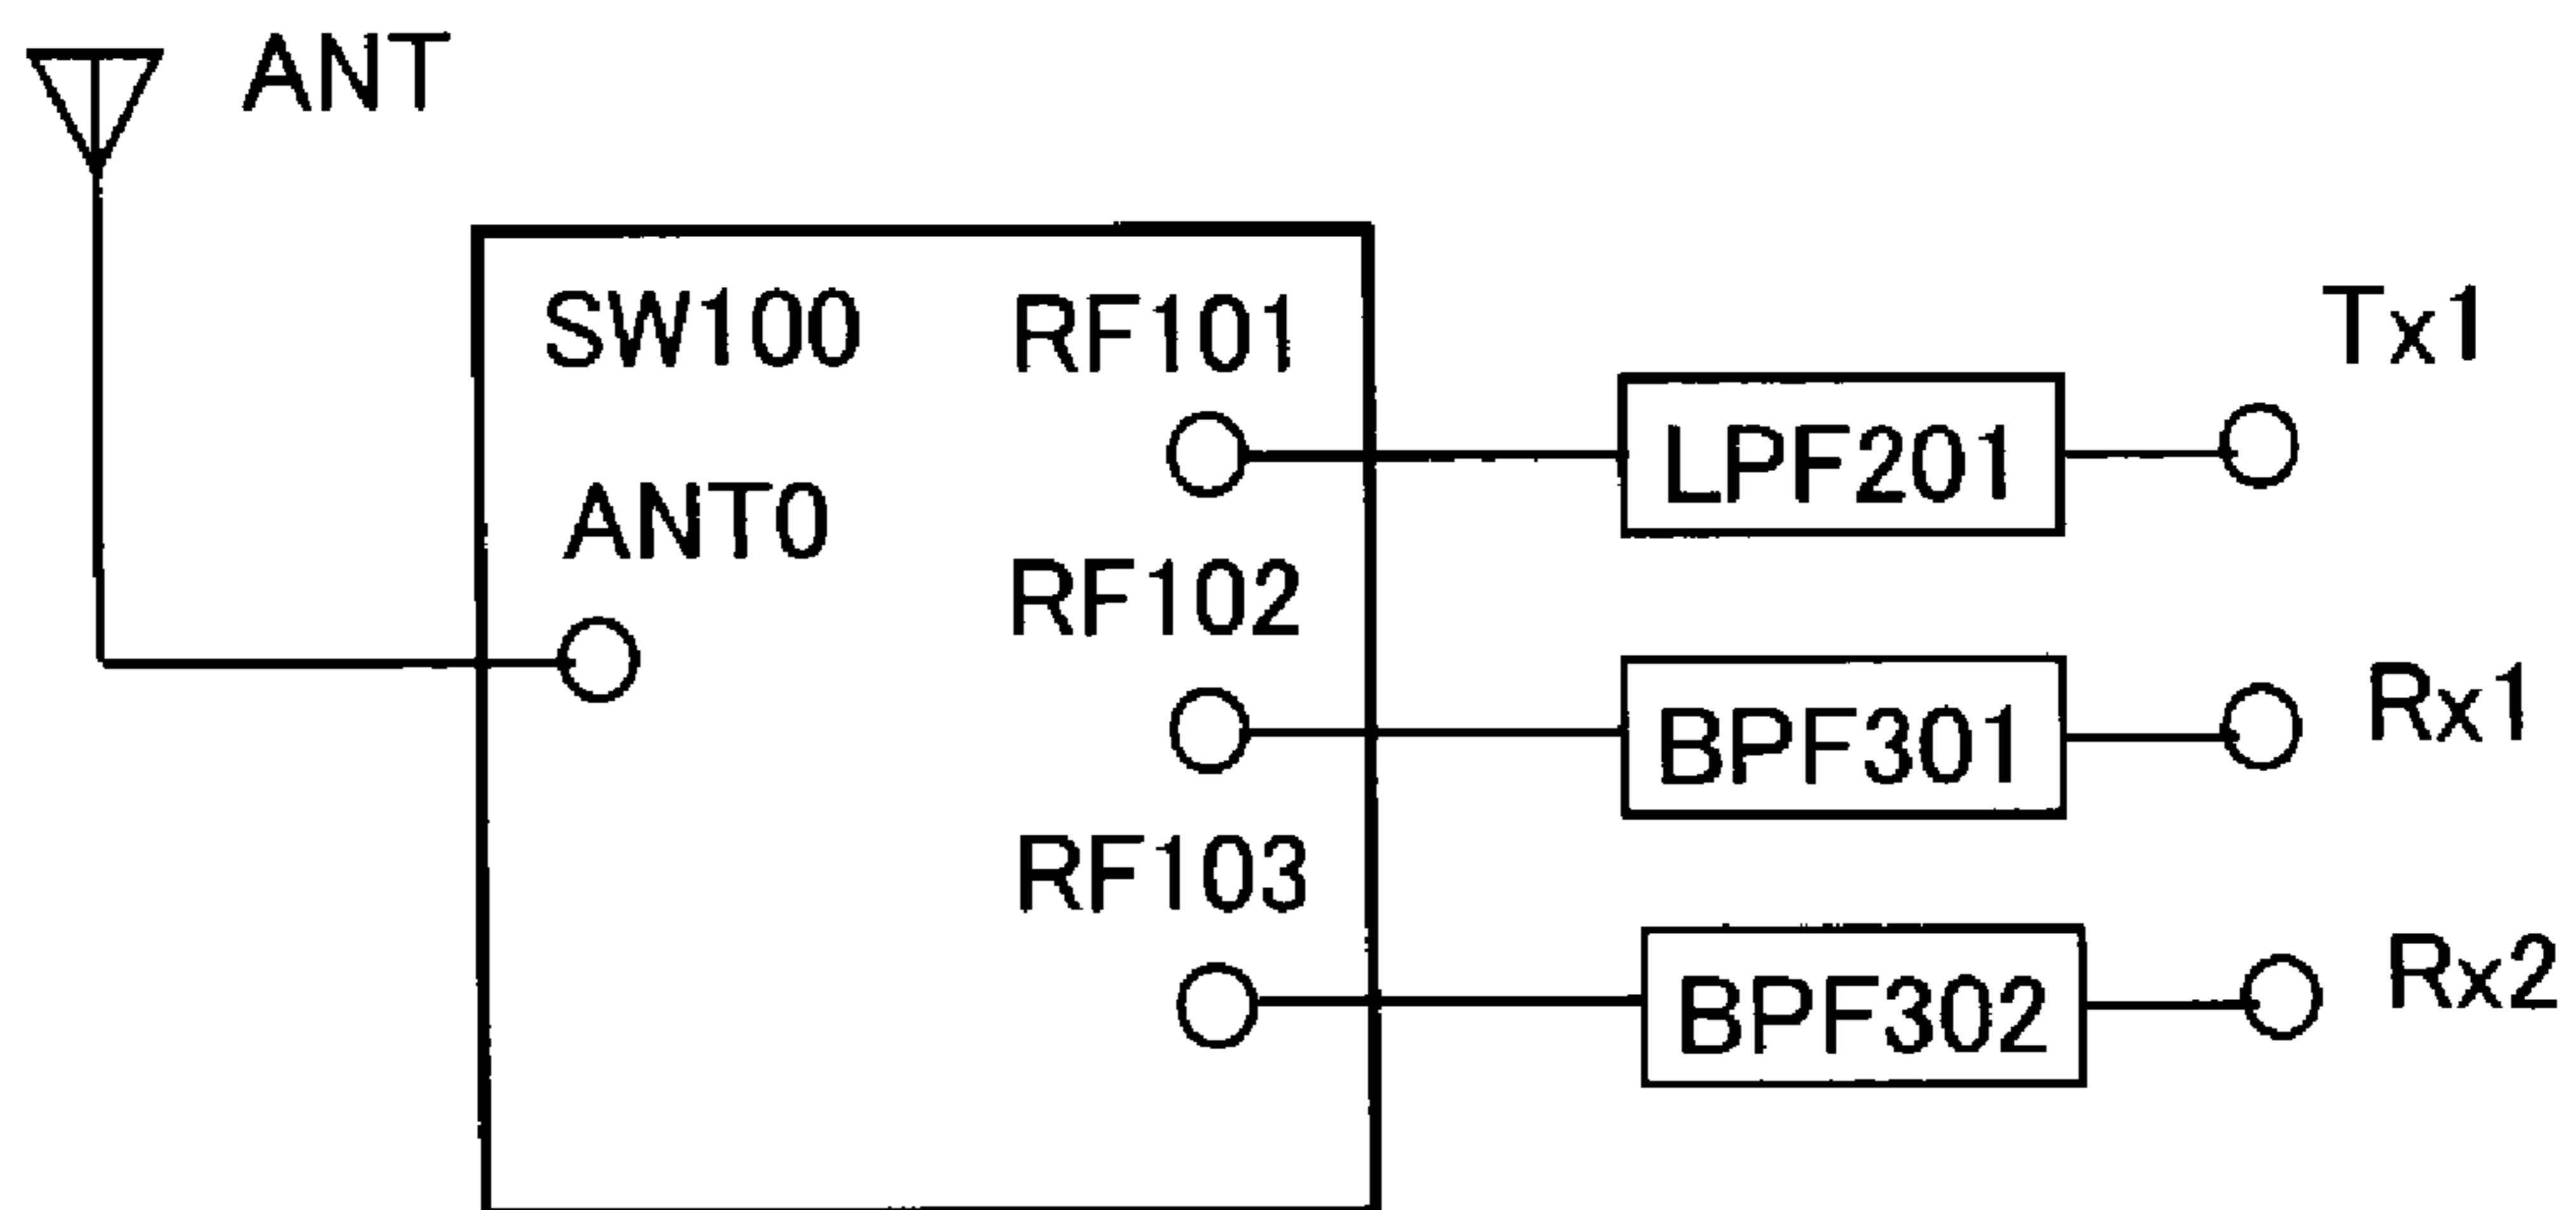 ANT
SW100
RF101
Tx1
LPF201
ANT0
RF102
Rx1
BPF301
RF103
Rx2
BPF302